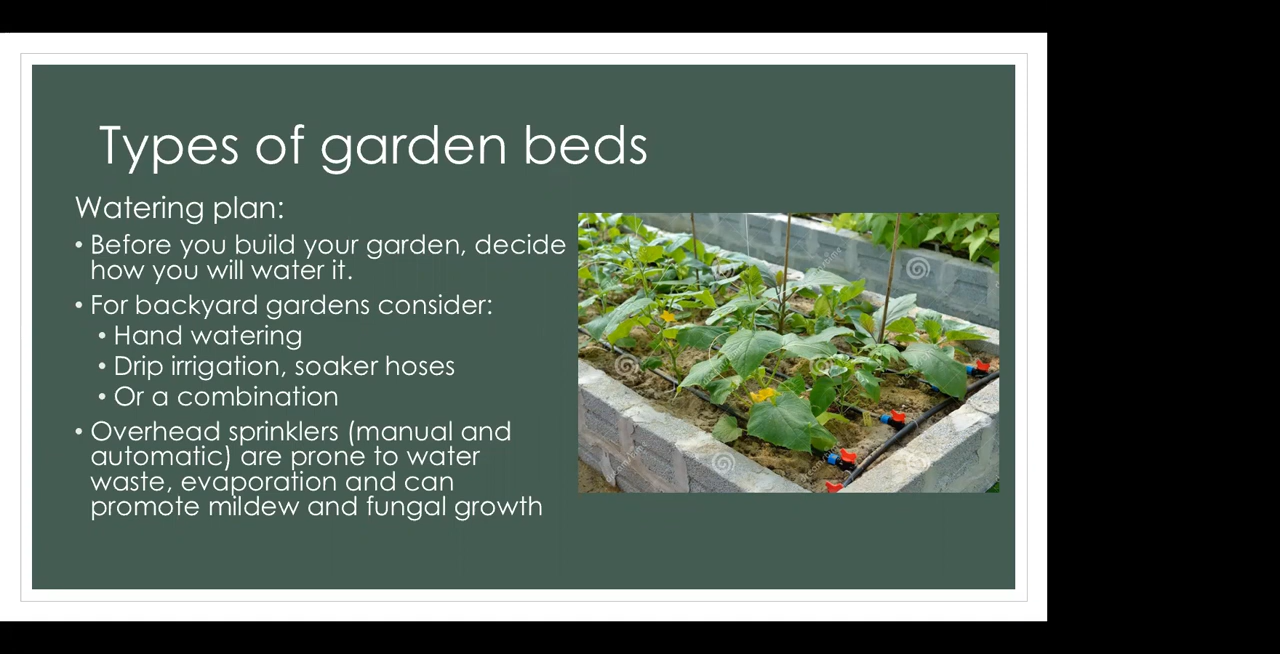 Types of garden beds
Watering plan:
• Before you build your garden, decide
how you will water it.
• For backyard gardens consider:
• Hand watering
• Drip irrigation, soaker hoses
• Or a combination
• Overhead sprinklers (manual and
automatic) are prone to water
waste, evaporation and can
promote mildew and fungal growth